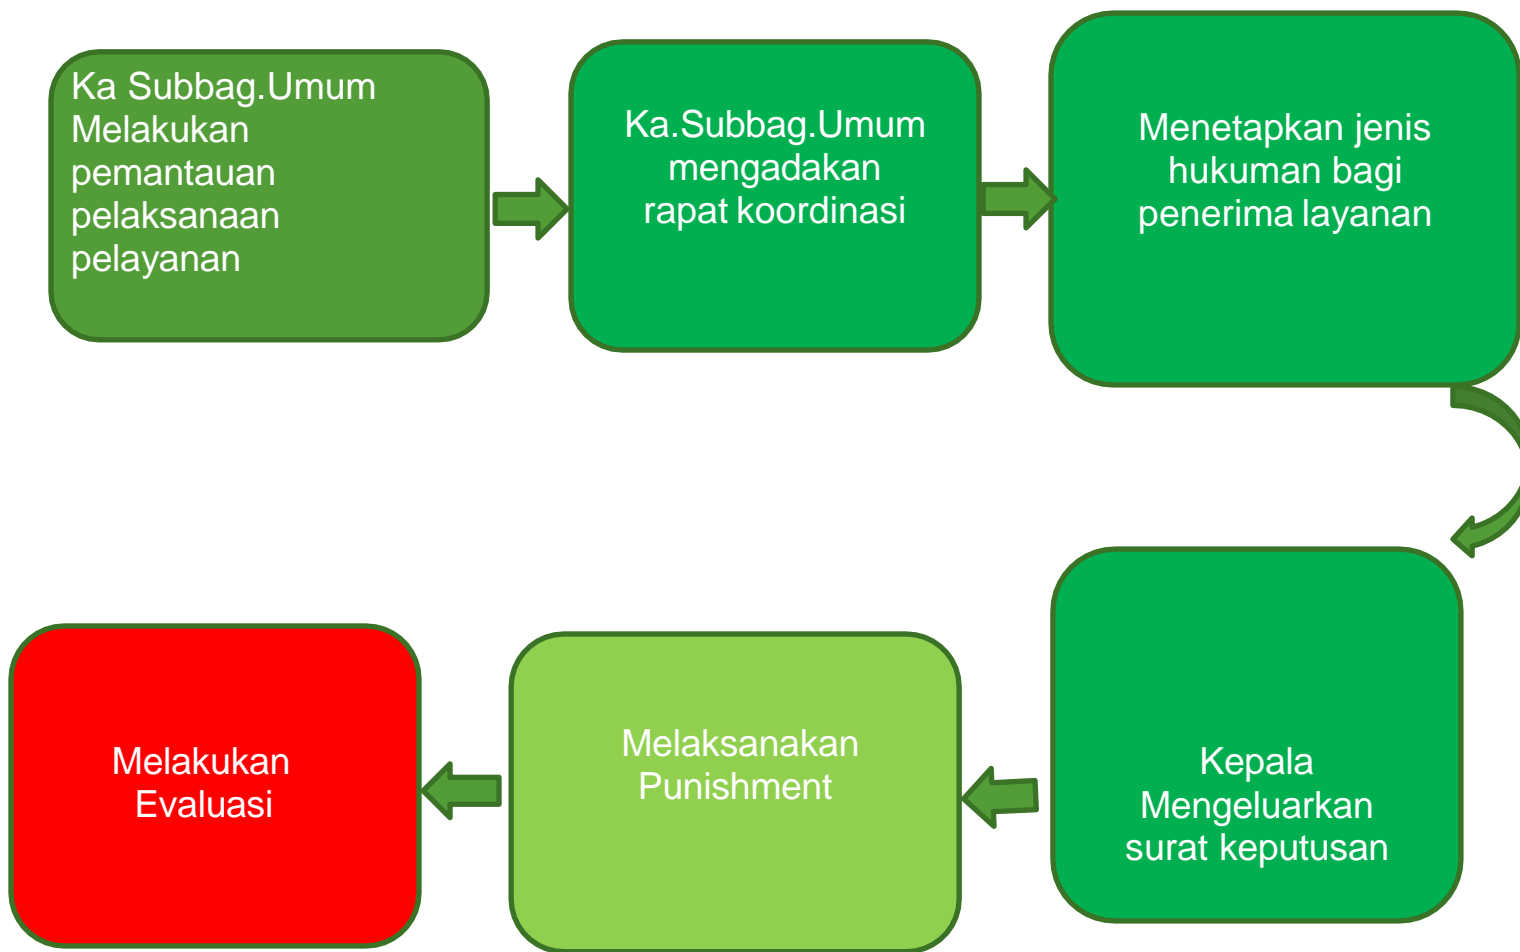 Ka Subbag.Umum
Melakukan
pemantauan
pelaksanaan
pelayanan
Ka.Subbag.Umum
mengadakan
rapat koordinasi
Menetapkan jenis
hukuman bagi
penerima layanan
Kepala
Mengeluarkan
surat keputusan
Melaksanakan
Punishment
Melakukan
Evaluasi